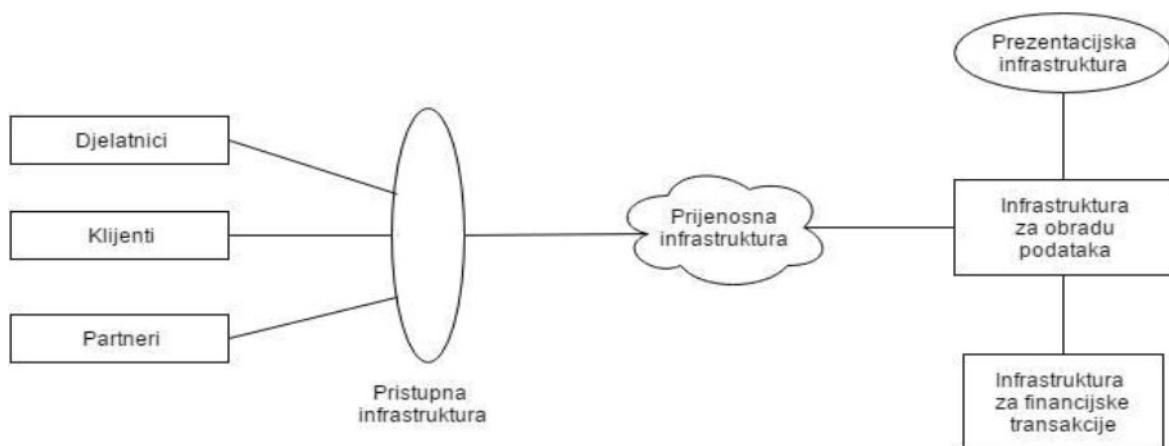 Prezentacijska
infrastruktura
Djelatnici
Klijenti
Partneri
Pristupna
infrastruktura
Prijenosna
infrastruktura
Infrastruktura
za obradu
podataka
Infrastruktura
za financijske
transakcije